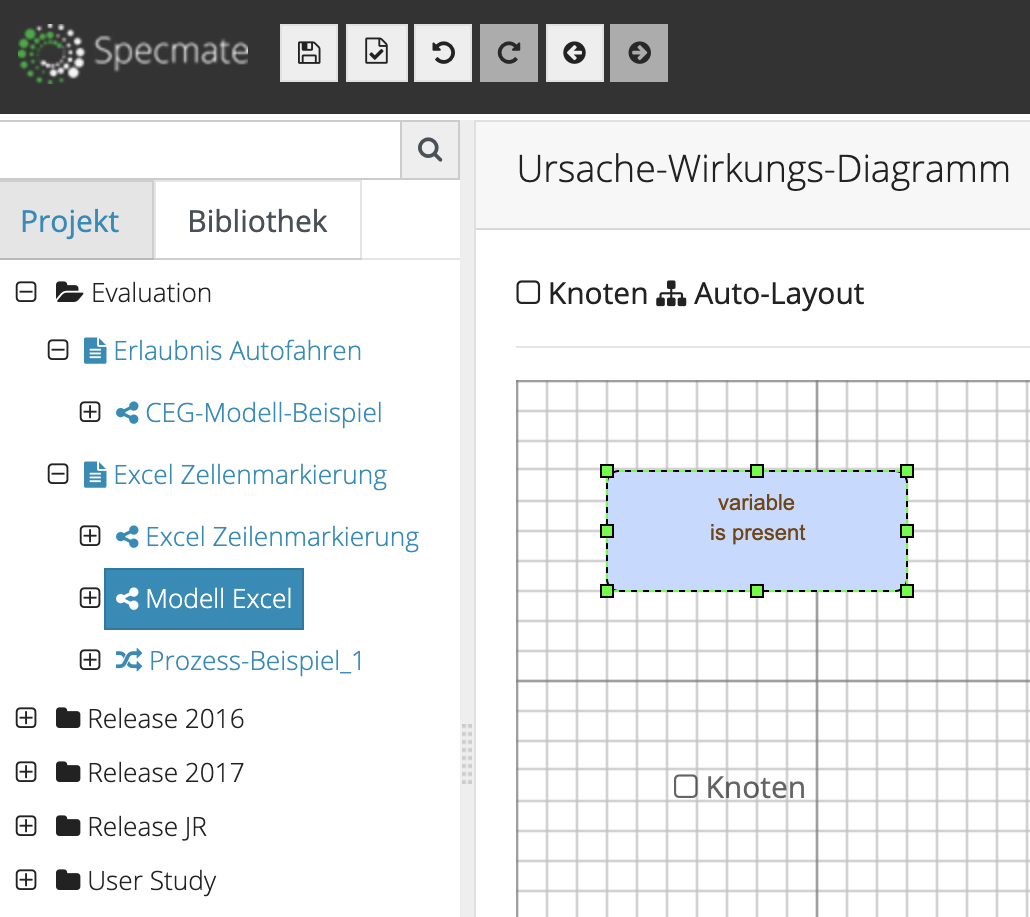 Specmate
Projekt
Bibliothek
Evaluation
Erlaubnis Autofahren
CEG-Modell-Beispiel
Excel Zellenmarkierung
Excel Zeilenmarkierung
Modell Excel
Prozess-Beispiel_1
Release 2016
Release 2017
Release JR
User Study
Ursache-Wirkungs-Diagramm
Knoten Auto-Layout
variable
is present
Knoten